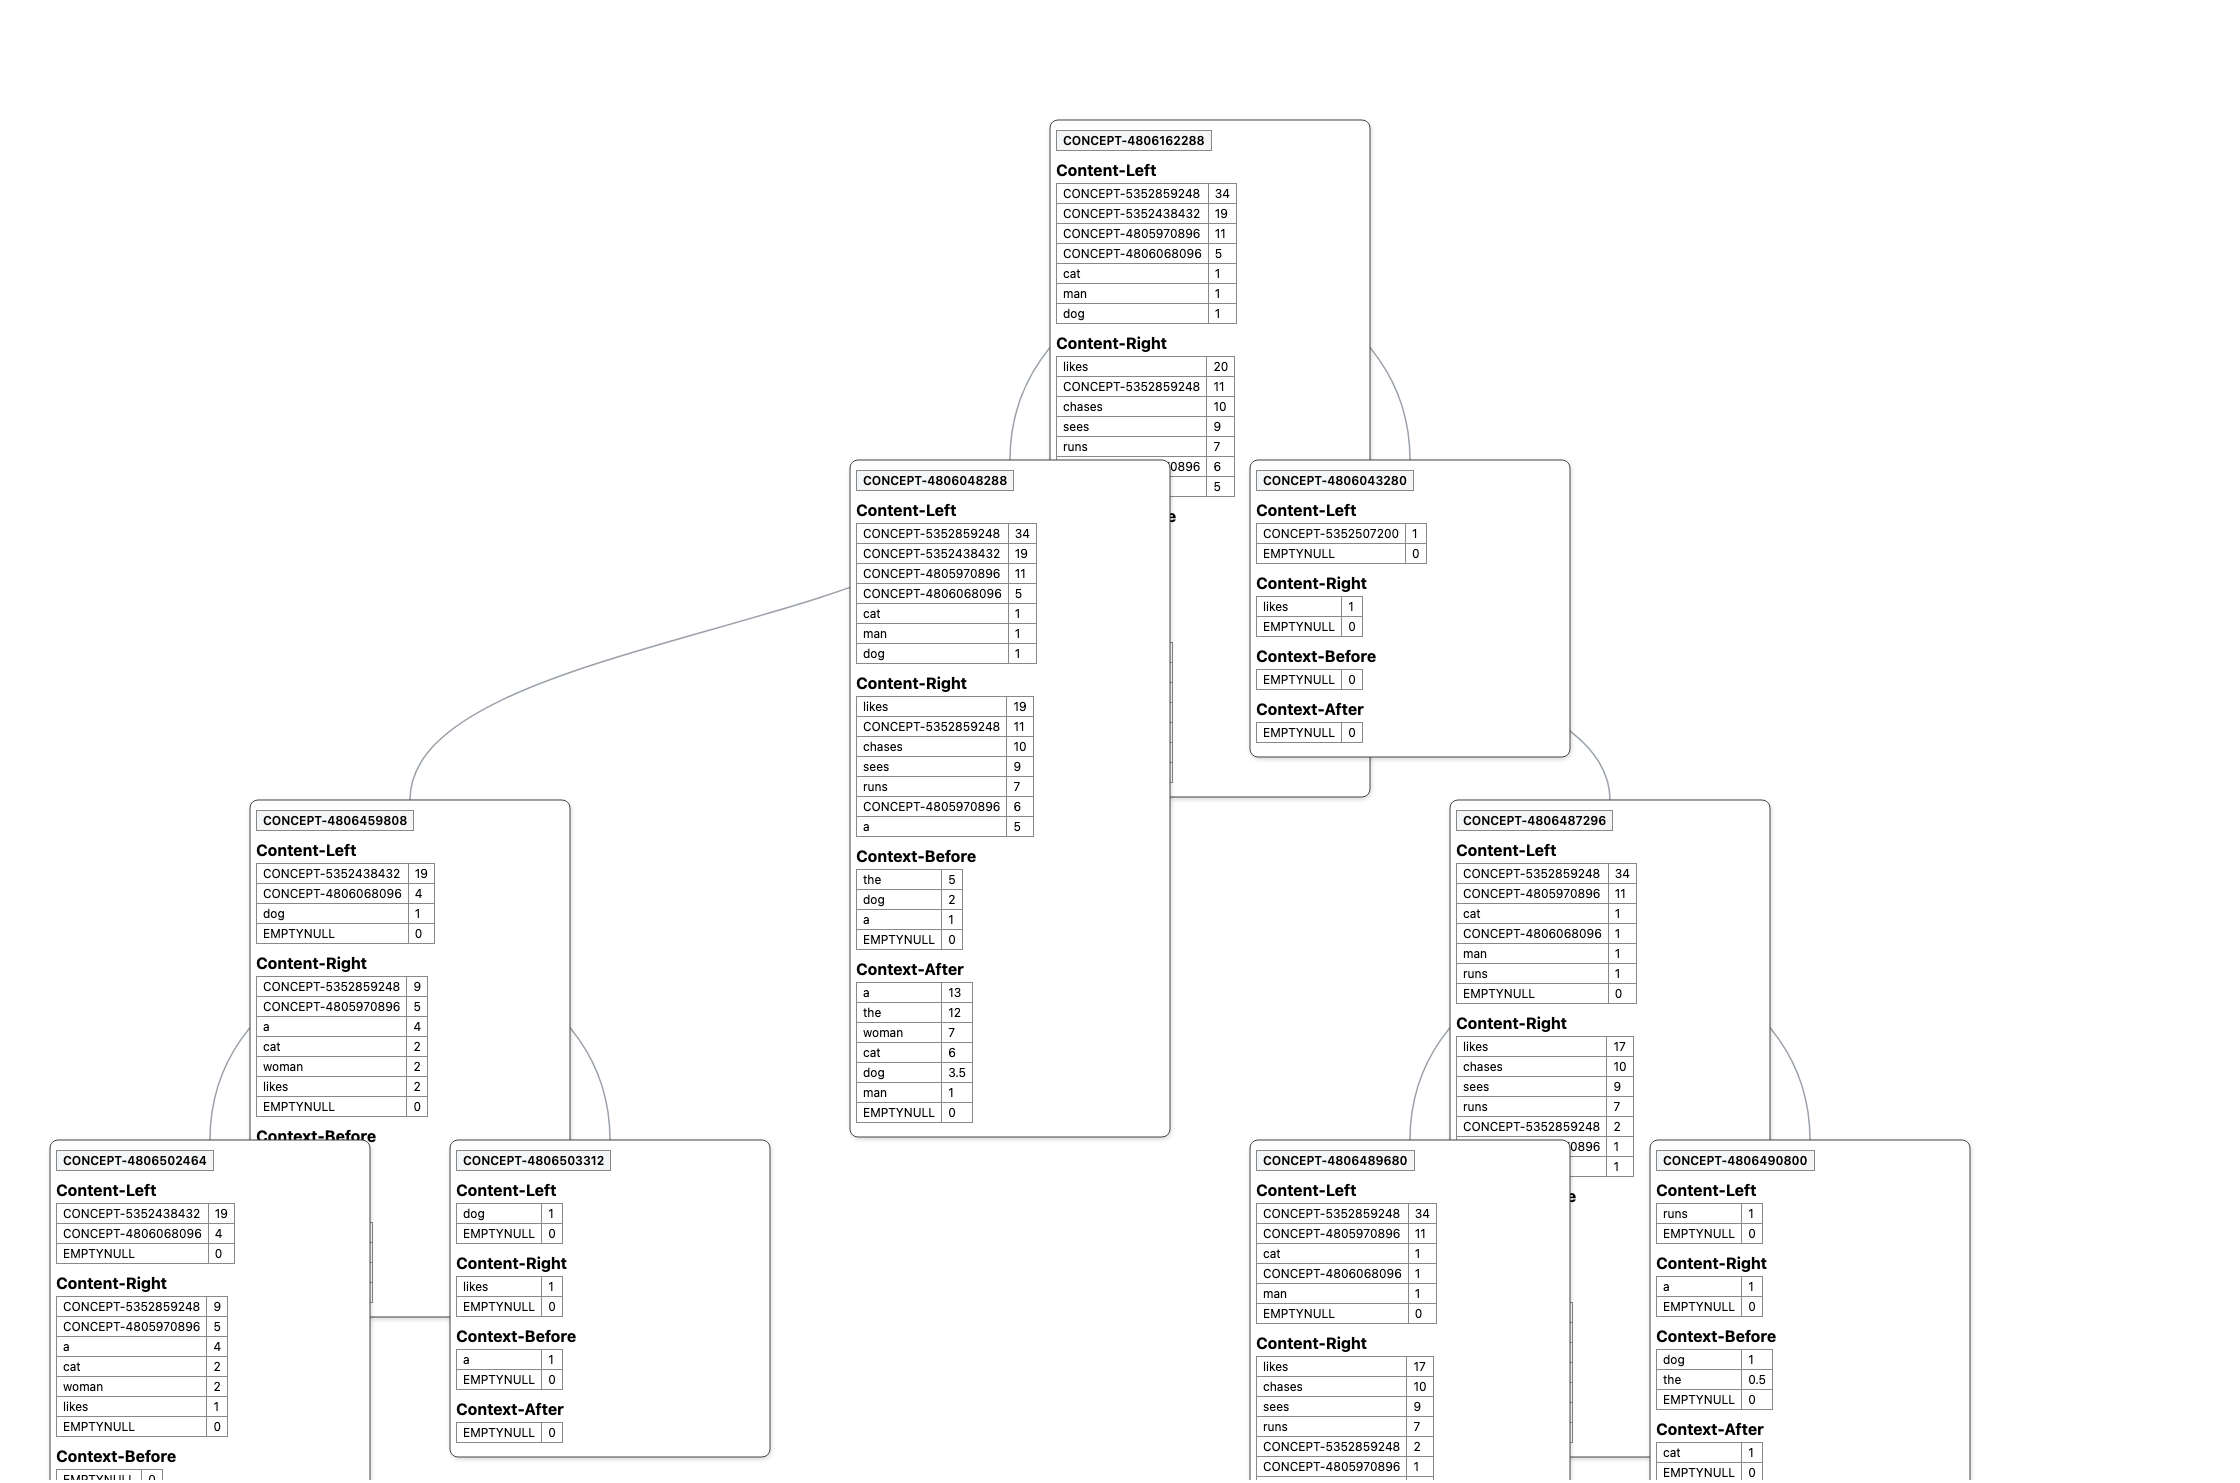 CONCEPT-4806162288
Content-Left
CONCEPT-5352859248 34
CONCEPT-5352438432 19
CONCEPT-4805970896 11
CONCEPT-4806068096 5
cat 1
man 1
dog 1
Content-Right
likes 20
CONCEPT-5352859248 11
chases 10
sees 9
runs 7
0896 6
5
e
CONCEPT-4806048288
Content-Left
CONCEPT-5352859248 34
CONCEPT-5352438432 19
CONCEPT-4805970896 11
CONCEPT-4806068096 5
cat 1
man 1
dog 1
Content-Right
likes 19
CONCEPT-5352859248 11
chases 10
sees 9
runs 7
CONCEPT-4805970896 6
a 5
Context-Before
the 5
dog 2
a 1
EMPTYNULL 0
Context-After
a 13
the 12
woman 7
cat 6
dog 3.5
man 1
EMPTYNULL 0
CONCEPT-4806043280
Content-Left
CONCEPT-5352507200 1
EMPTYNULL 0
Content-Right
likes 1
EMPTYNULL 0
Context-Before
EMPTYNULL 0
Context-After
EMPTYNULL 0
CONCEPT-4806459808
Content-Left
CONCEPT-5352438432 19
CONCEPT-4806068096 4
dog 1
EMPTYNULL 0
Content-Right
CONCEPT-5352859248 9
CONCEPT-4805970896 5
a 4
cat 2
woman 2
likes 2
EMPTYNULL 0
Context-Before
CONCEPT-4806487296
Content-Left
CONCEPT-5352859248 34
CONCEPT-4805970896 11
cat 1
CONCEPT-4806068096 1
man 1
runs 1
EMPTYNULL 0
Content-Right
likes 17
chases 10
sees 9
runs 7
CONCEPT-5352859248 2
0896 1
1
e
CONCEPT-4806502464
Content-Left
CONCEPT-5352438432 19
CONCEPT-4806068096 4
EMPTYNULL 0
Content-Right
CONCEPT-5352859248 9
CONCEPT-4805970896 5
a 4
cat 2
woman 2
likes 1
EMPTYNULL 0
Context-Before
EMPTYNULL 0
CONCEPT-4806503312
Content-Left
dog 1
EMPTYNULL 0
Content-Right
likes 1
EMPTYNULL 0
Context-Before
a 1
EMPTYNULL 0
Context-After
EMPTYNULL 0
CONCEPT-4806489680
Content-Left
CONCEPT-5352859248 34
CONCEPT-4805970896 11
cat 1
CONCEPT-4806068096 1
man 1
EMPTYNULL 0
Content-Right
likes 17
chases 10
sees 9
runs 7
CONCEPT-5352859248 2
CONCEPT-4805970896 1
CONCEPT-4806490800
Content-Left
runs 1
EMPTYNULL 0
Content-Right
a 1
EMPTYNULL 0
Context-Before
dog 1
the 0.5
EMPTYNULL 0
Context-After
cat 1
EMPTYNULL 0